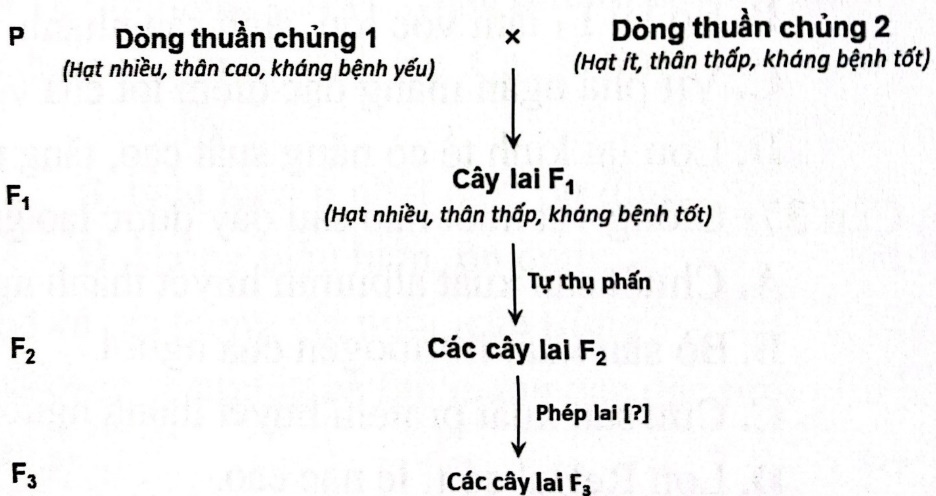 P Dòng thuần chủng 1 × Dòng thuần chủng 2
(Hạt nhiều, thân cao, kháng bệnh yếu) (Hạt ít, thân thấp, kháng bệnh tốt)
F₁ Cây lai F₁
(Hạt nhiều, thân thấp, kháng bệnh tốt)
Tự thụ phấn
F₂ Các cây lai F₂
Phép lai [?]
F₃ Các cây lai F₃